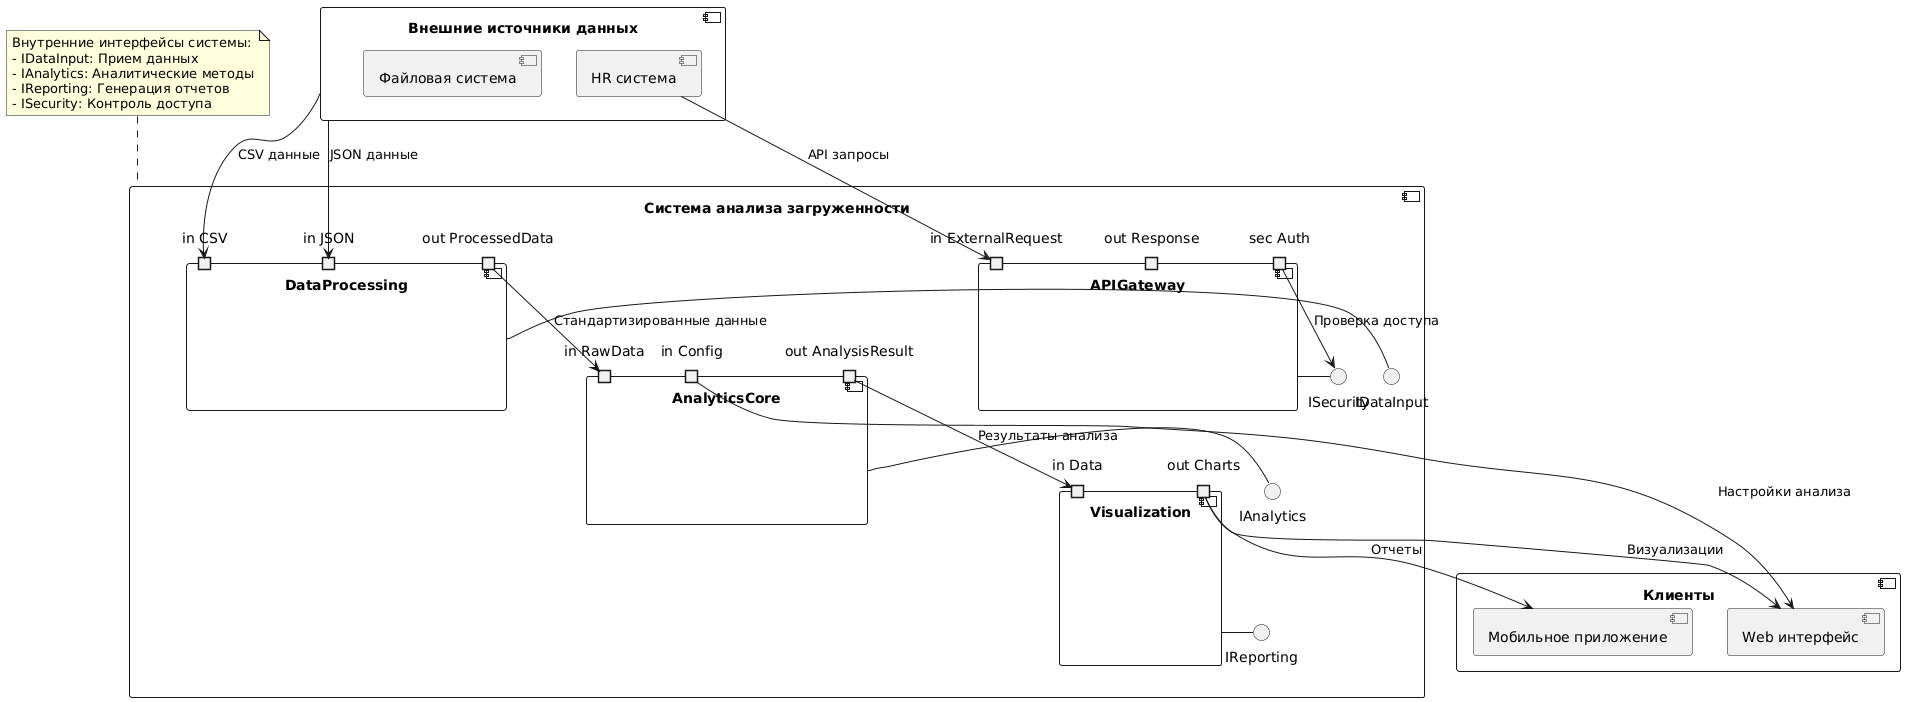 Внешние источники данных
Внутренние интерфейсы системы:
- IDataInput: Прием данных
- IAnalytics: Аналитические методы
- IReporting: Генерация отчетов
- ISecurity: Контроль доступа
Файловая система
HR система
CSV данные
JSON данные
API запросы
Система анализа загруженности
in CSV
in JSON
out ProcessedData
in ExternalRequest
out Response
sec Auth
DataProcessing
APIGateway
Стандартизированные данные
Проверка доступа
in RawData
in Config
out AnalysisResult
AnalyticsCore
ISecurity
IDataInput
Результаты анализа
in Data
out Charts
Настройки анализа
Visualization
IAnalytics
Отчеты
Визуализации
Клиенты
Мобильное приложение
Web интерфейс
IReporting